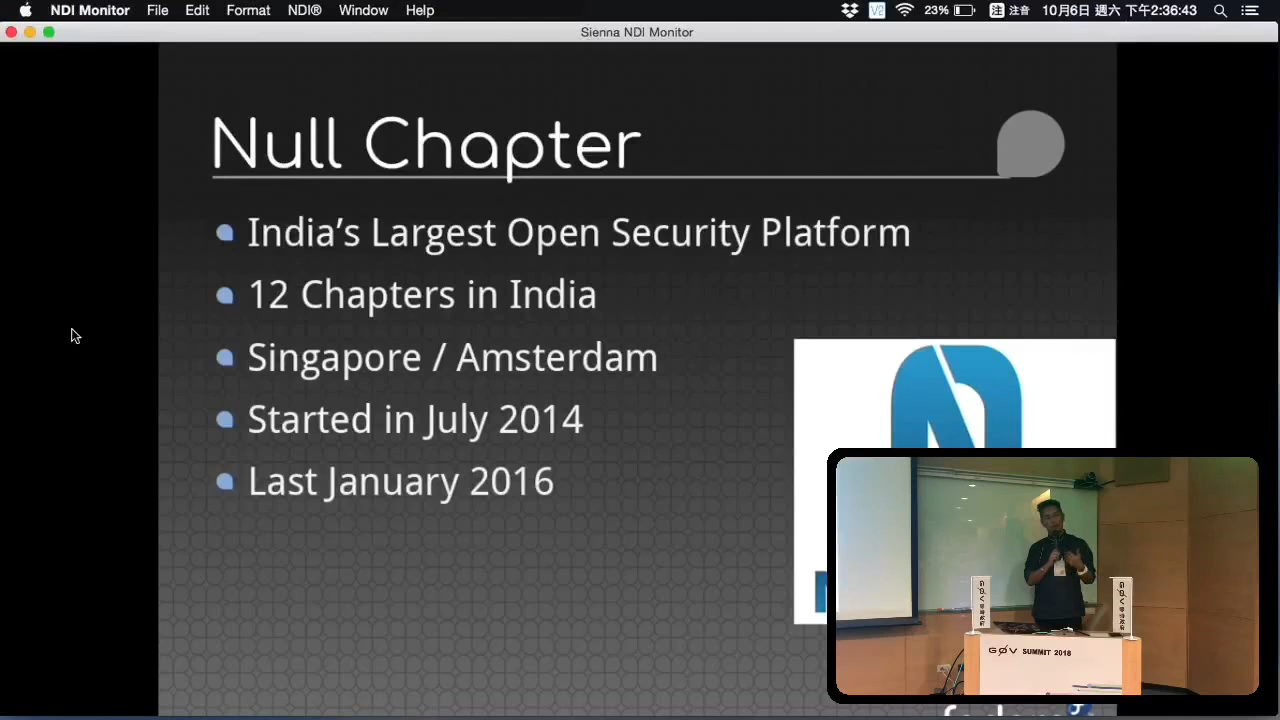 NDI Monitor File Edit Format NDI® Window Help 23% 注 注音 10月6日 週六 下午2:36:43
Sienna NDI Monitor
Null Chapter
India's Largest Open Security Platform
12 Chapters in India
Singapore / Amsterdam
Started in July 2014
Last January 2016
GØV SUMMIT 2018